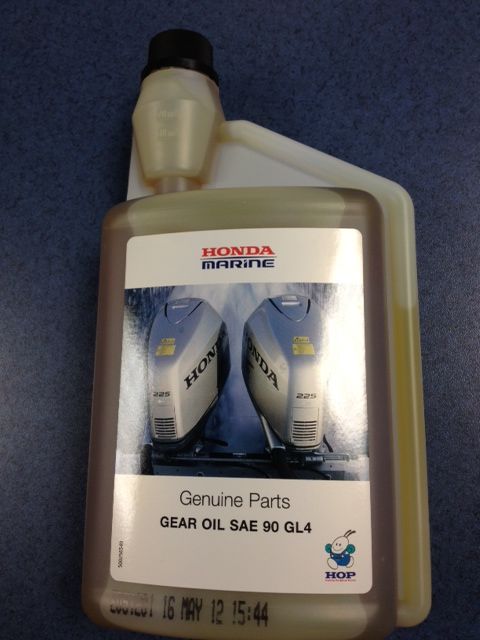 HONDA
MARINE
HONDA
HONDA
225
225
Genuine Parts
GEAR OIL SAE 90 GL4
HOP
16 MAY 12 15:44